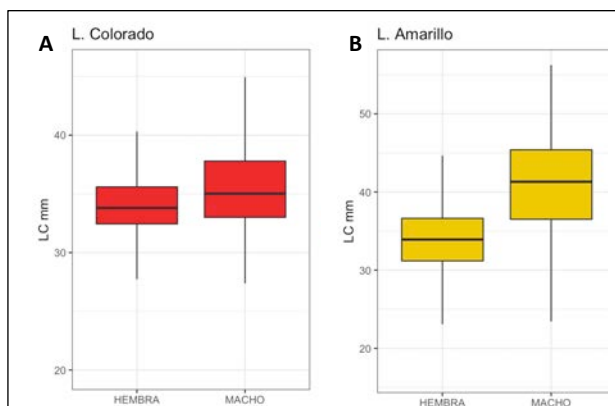 A
L. Colorado
LC mm
40
30
20
HEMBRA
MACHO
B
L. Amarillo
LC mm
50
40
30
20
HEMBRA
MACHO